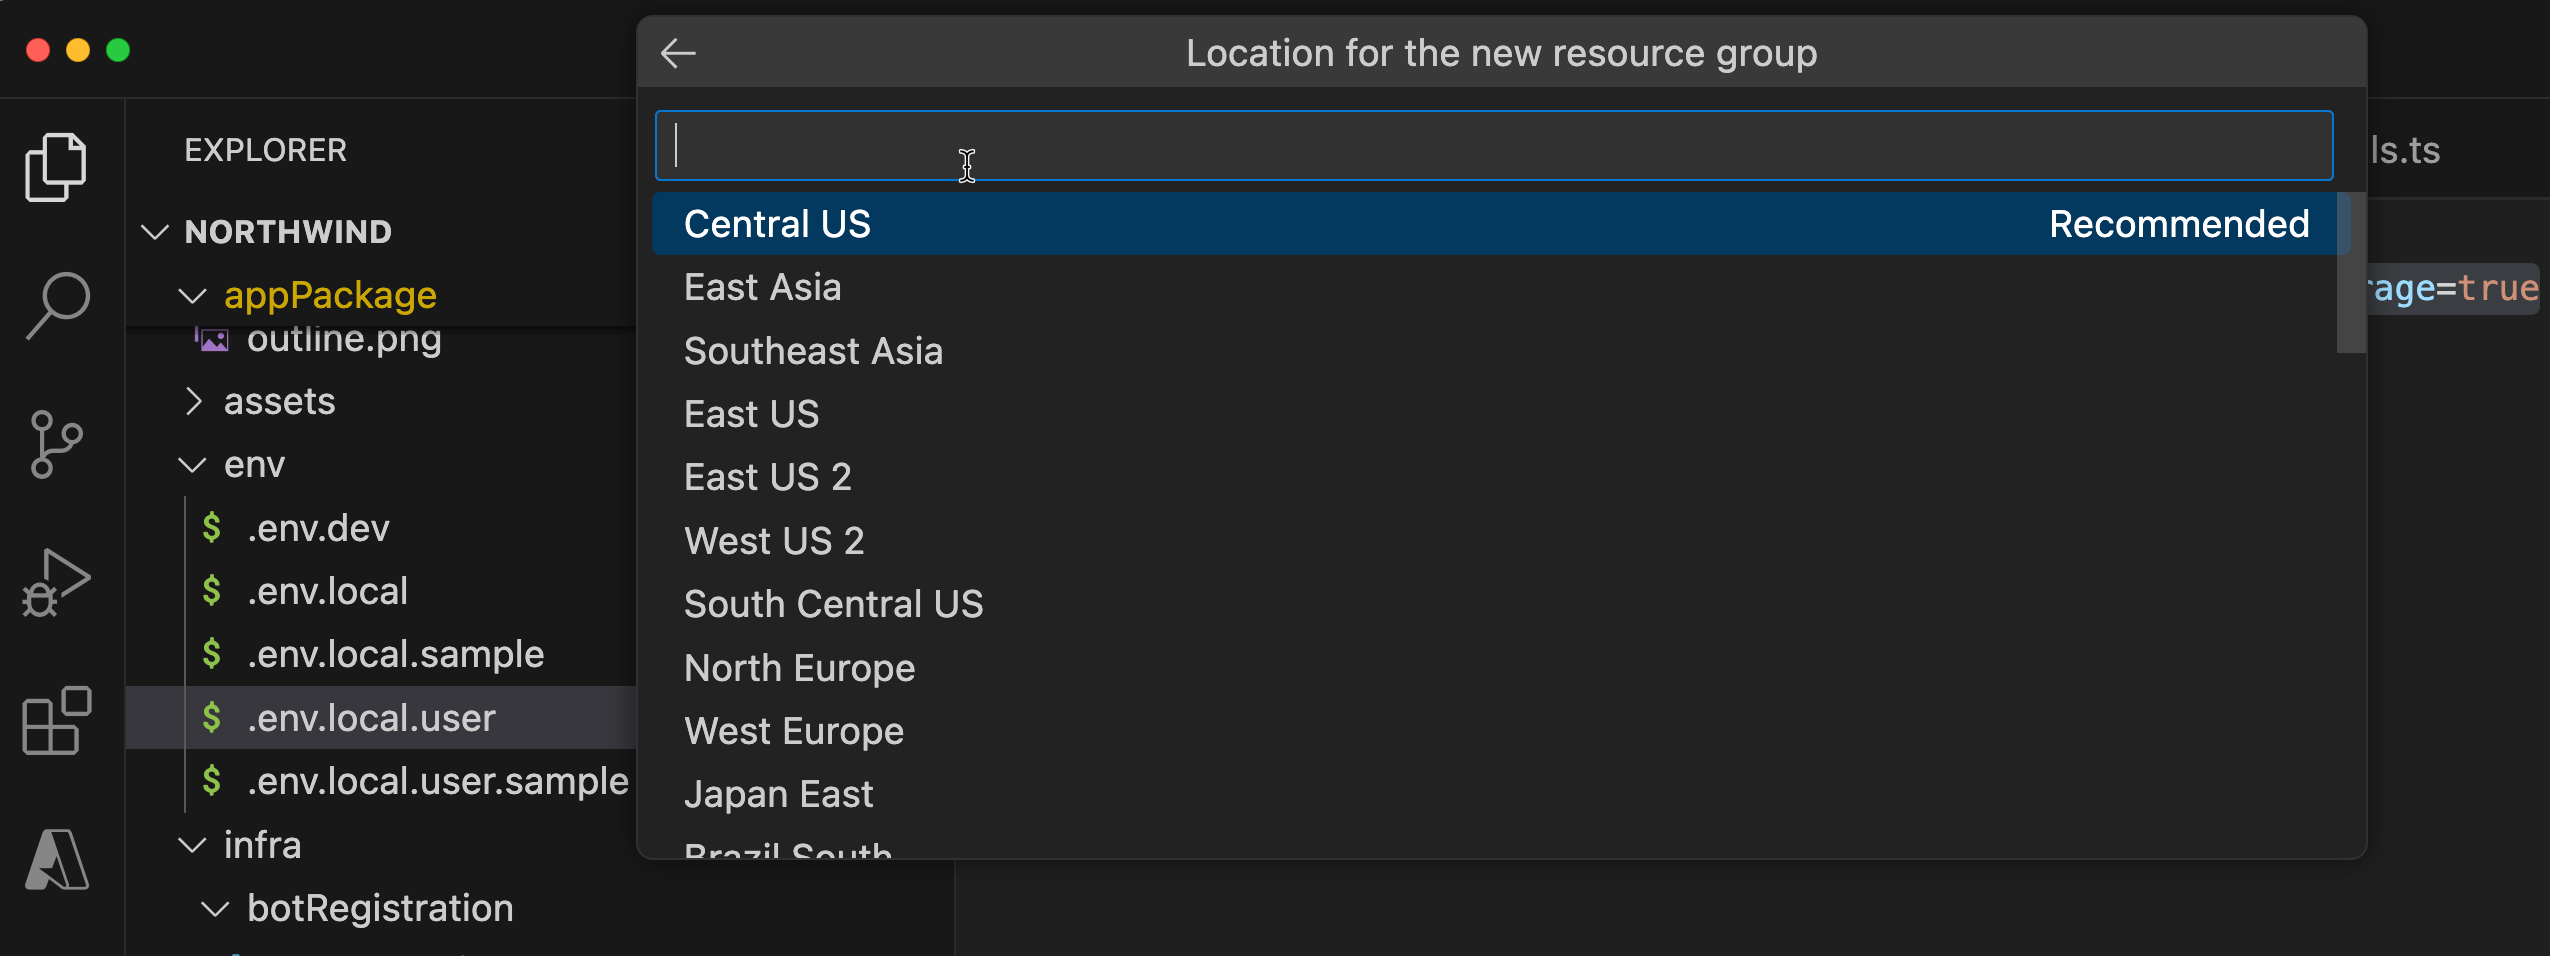 Location for the new resource group
EXPLORER
NORTHWIND
appPackage
outline.png
assets
env
$ .env.dev
$ .env.local
$ .env.local.sample
$ .env.local.user
$ .env.local.user.sample
infra
botRegistration
Central US Recommended
East Asia
Southeast Asia
East US
East US 2
West US 2
South Central US
North Europe
West Europe
Japan East
Brazil South
ls.ts
rage=true